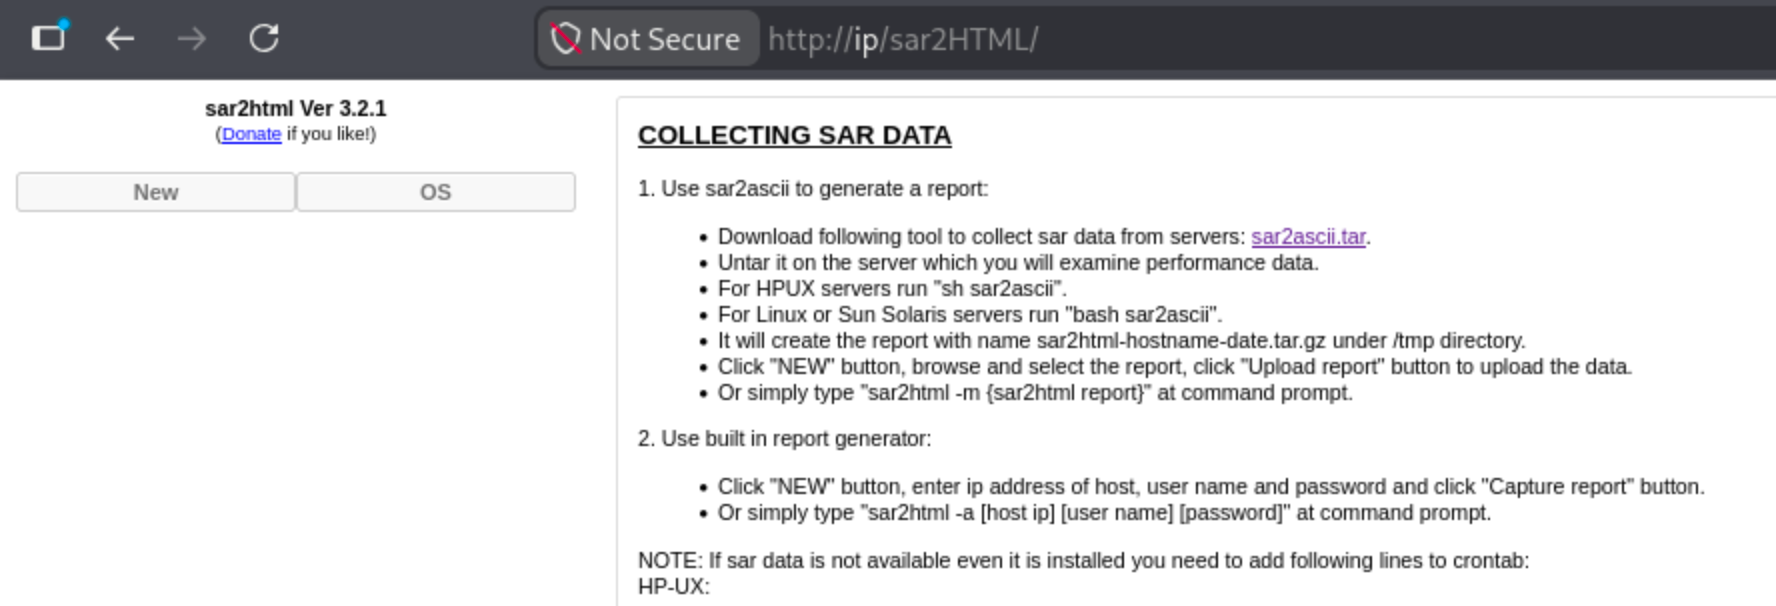 Not Secure http://ip/sar2HTML/
sar2html Ver 3.2.1
(Donate if you like!)
New OS
COLLECTING SAR DATA
1. Use sar2ascii to generate a report:
• Download following tool to collect sar data from servers: sar2ascii.tar.
• Untar it on the server which you will examine performance data.
• For HPUX servers run "sh sar2ascii".
• For Linux or Sun Solaris servers run "bash sar2ascii".
• It will create the report with name sar2html-hostname-date.tar.gz under /tmp directory.
• Click "NEW" button, browse and select the report, click "Upload report" button to upload the data.
• Or simply type "sar2html -m {sar2html report}" at command prompt.
2. Use built in report generator:
• Click "NEW" button, enter ip address of host, user name and password and click "Capture report" button.
• Or simply type "sar2html -a [host ip] [user name] [password]" at command prompt.
NOTE: If sar data is not available even it is installed you need to add following lines to crontab:
HP-UX: